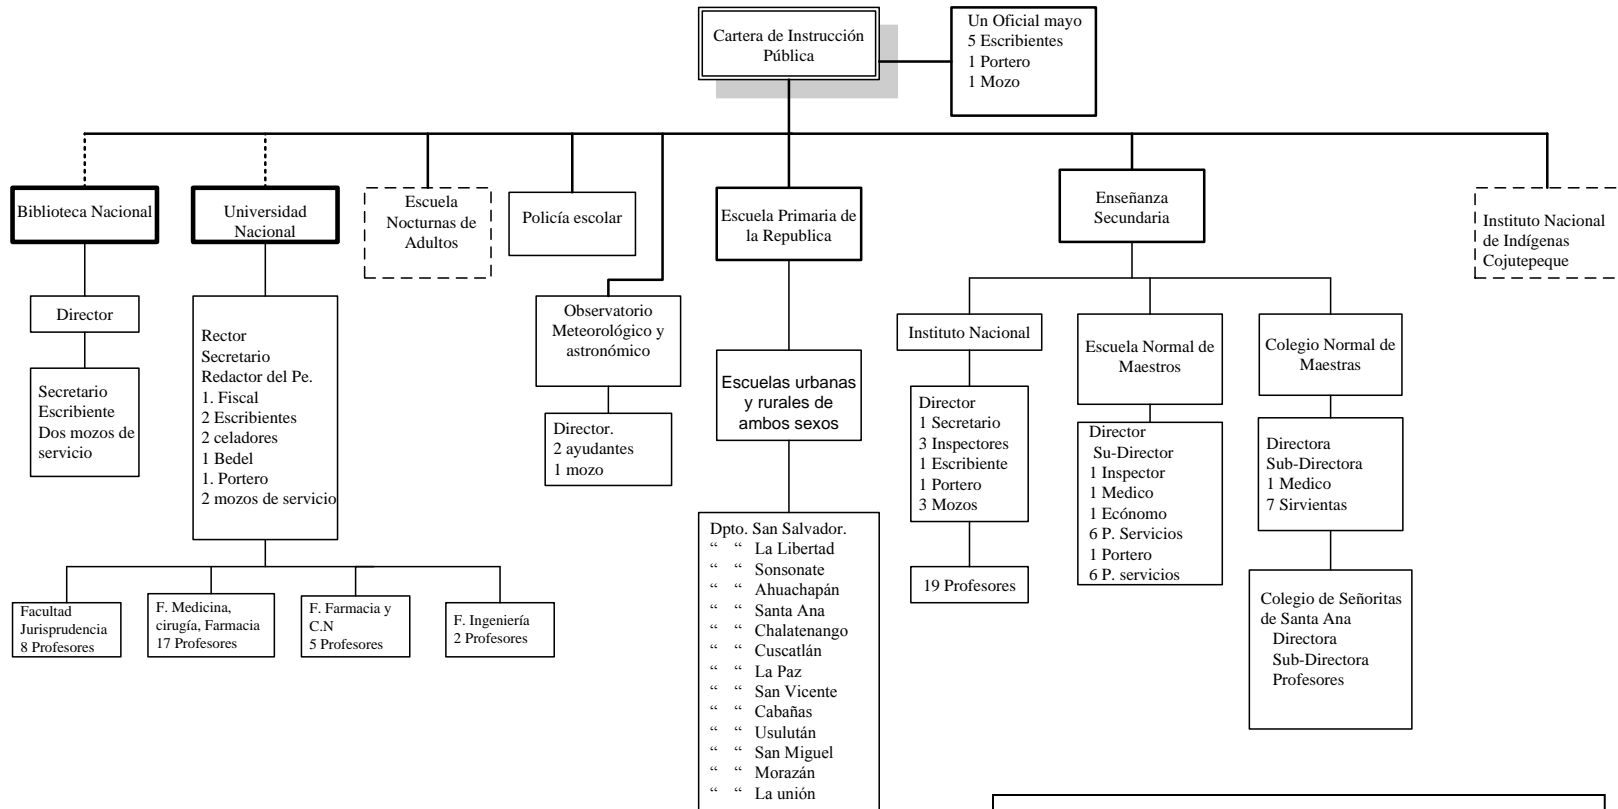 Cartera de Instrucción
Pública
Un Oficial mayo
5 Escribientes
1 Portero
1 Mozo
Biblioteca Nacional
Universidad
Nacional
Escuela
Nocturnas de
Adultos
Policía escolar
Escuela Primaria de
la Republica
Enseñanza
Secundaria
Instituto Nacional
de Indígenas
Cojutepeque
Director
Secretario
Escribiente
Dos mozos de
servicio
Rector
Secretario
Redactor del Pe.
1. Fiscal
2 Escribientes
2 celadores
1 Bedel
1. Portero
2 mozos de servicio
Observatorio
Meteorológico y
astronómico
Director.
2 ayudantes
1 mozo
Escuelas urbanas
y rurales de
ambos sexos
Instituto Nacional
Director
1 Secretario
3 Inspectores
1 Escribiente
1 Portero
3 Mozos
19 Profesores
Escuela Normal de
Maestros
Director
Su-Director
1 Inspector
1 Medico
1 Ecónomo
6 P. Servicios
1 Portero
6 P. servicios
Colegio Normal de
Maestras
Directora
Sub-Directora
1 Medico
7 Sirvientas
Colegio de Señoritas
de Santa Ana
Directora
Sub-Directora
Profesores
Facultad
Jurisprudencia
8 Profesores
F. Medicina,
cirugía, Farmacia
17 Profesores
F. Farmacia y
C.N
5 Profesores
F. Ingeniería
2 Profesores
Dpto. San Salvador.
“ “ La Libertad
“ “ Sonsonate
“ “ Ahuachapán
“ “ Santa Ana
“ “ Chalatenango
“ “ Cuscatlán
“ “ La Paz
“ “ San Vicente
“ “ Cabañas
“ “ Usulután
“ “ San Miguel
“ “ Morazán
“ “ La unión